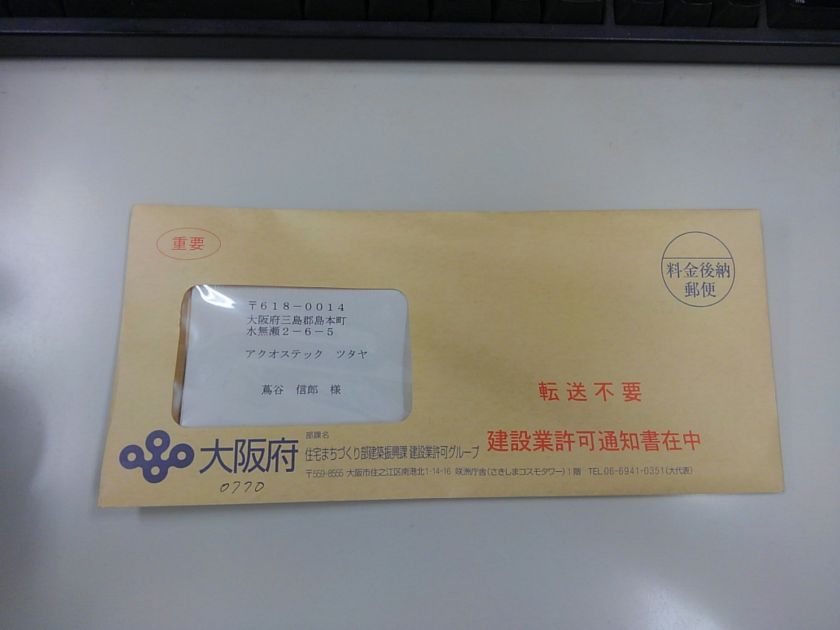 重要
料金後納
郵便
〒618-0014
大阪府三島郡島本町
水無瀬2-6-5
アクオステック ツタヤ
蔦谷 信郎 様
転送不要
建設業許可通知書在中
大阪府
部課名
住宅まちづくり部建築振興課 建設業許可グループ
〒559-8555 大阪市住之江区南港北1-14-16 咲洲庁舎(さきしまコスモタワー)1階 TEL06-6941-0351(大代表)
0770